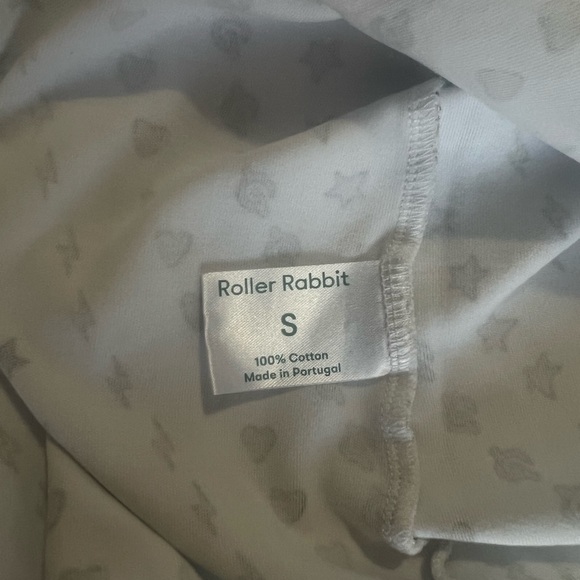 Roller Rabbit
S
100% Cotton
Made in Portugal